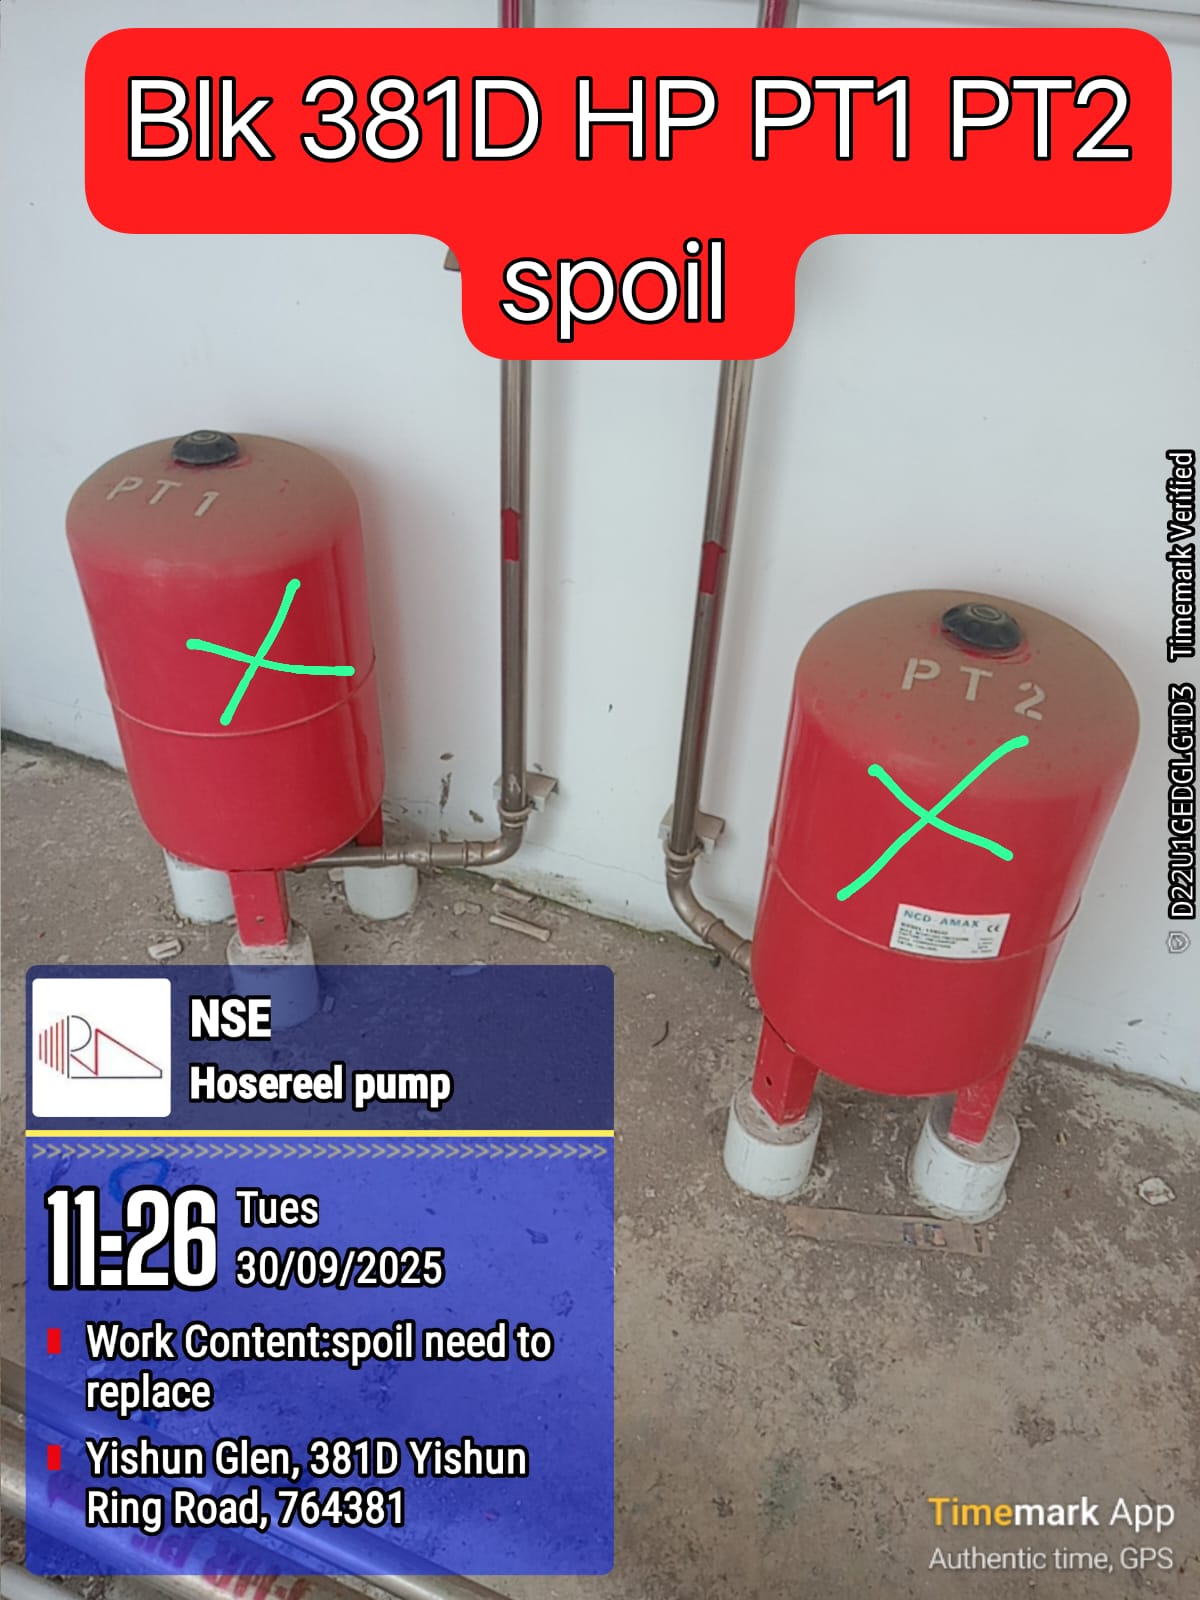 Blk 381D HP PT1 PT2
spoil
PT 1
PT 2
NCD-AMAX CE
NSE
Hosereel pump
>>>>>>>>>>>>>>>>>>>>>>>>>>>>>>>>>>>>>>>>>>
11:26
Tues
30/09/2025
Work Content:spoil need to
replace
Yishun Glen, 381D Yishun
Ring Road, 764381
Timemark App
Authentic time, GPS
D22U1GEDGLGID3 Timemark Verified